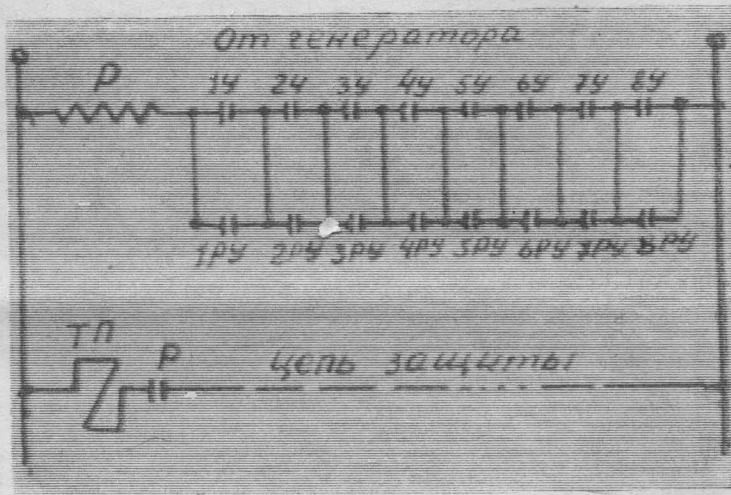 От генератора
Р 1У 2У 3У 4У 5У 6У 7У 8У
1РУ 2РУ 3РУ 4РУ 5РУ 6РУ 7РУ 8РУ
ТП Р цепь защиты